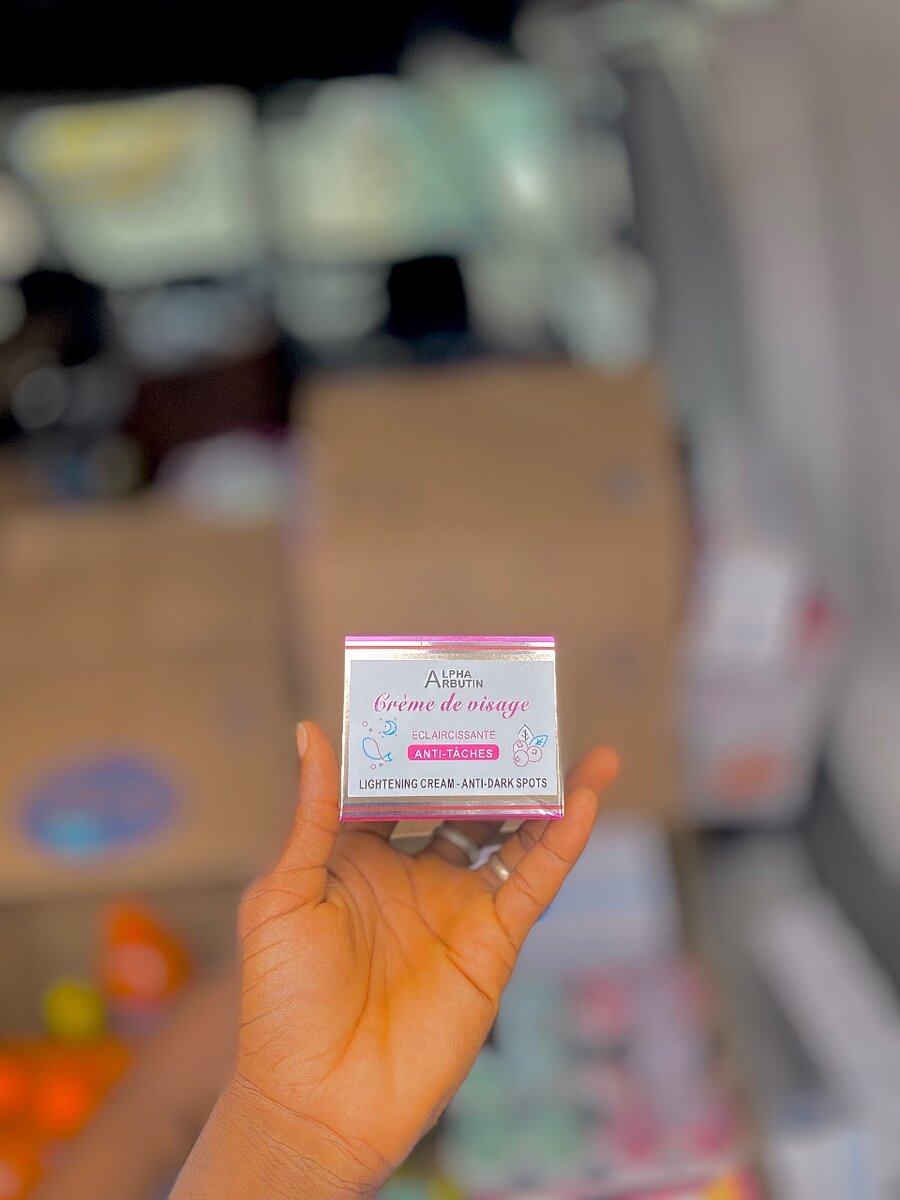 ALPHA
ARBUTIN
Crème de visage
ECLAIRCISSANTE
ANTI-TÂCHES
LIGHTENING CREAM - ANTI-DARK SPOTS